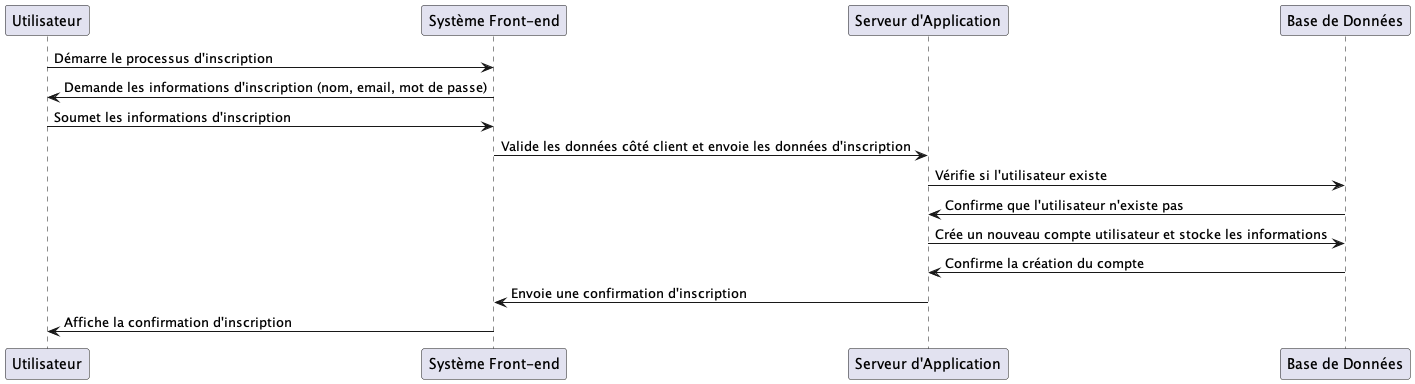 Utilisateur
Système Front-end
Serveur d'Application
Base de Données
Démarre le processus d'inscription
Demande les informations d'inscription (nom, email, mot de passe)
Soumet les informations d'inscription
Valide les données côté client et envoie les données d'inscription
Vérifie si l'utilisateur existe
Confirme que l'utilisateur n'existe pas
Crée un nouveau compte utilisateur et stocke les informations
Confirme la création du compte
Envoie une confirmation d'inscription
Affiche la confirmation d'inscription
Utilisateur
Système Front-end
Serveur d'Application
Base de Données